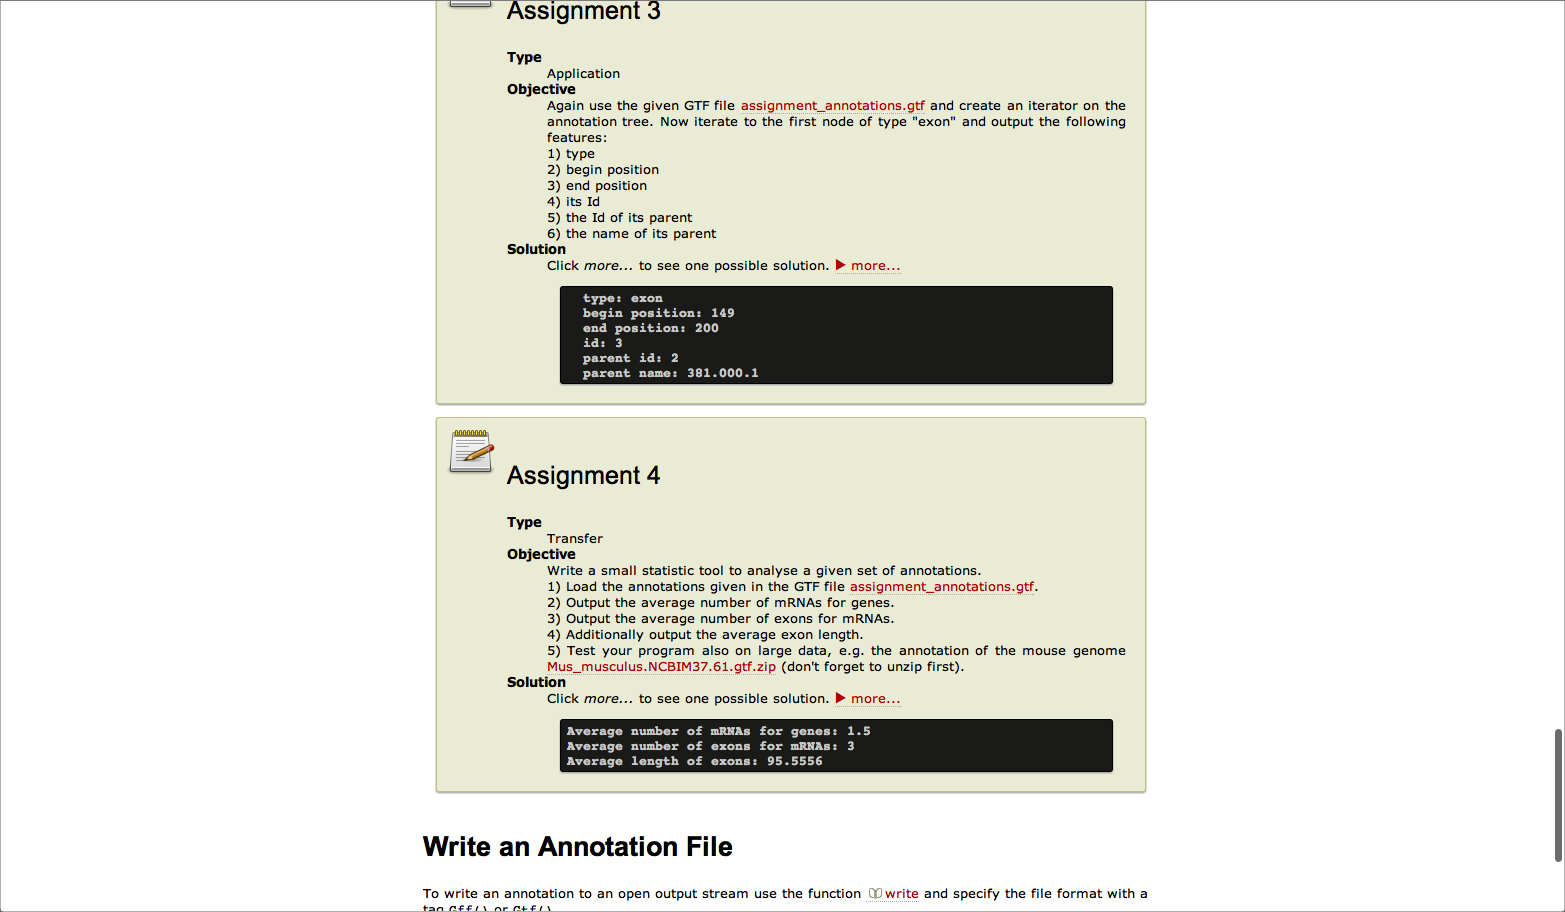 Assignment 3
Type
Application
Objective
Again use the given GTF file assignment_annotations.gtf and create an iterator on the
annotation tree. Now iterate to the first node of type "exon" and output the following
features:
1) type
2) begin position
3) end position
4) its Id
5) the Id of its parent
6) the name of its parent
Solution
Click more... to see one possible solution. ▶ more...
type: exon
begin position: 149
end position: 200
id: 3
parent id: 2
parent name: 381.000.1
Assignment 4
Type
Transfer
Objective
Write a small statistic tool to analyse a given set of annotations.
1) Load the annotations given in the GTF file assignment_annotations.gtf.
2) Output the average number of mRNAs for genes.
3) Output the average number of exons for mRNAs.
4) Additionally output the average exon length.
5) Test your program also on large data, e.g. the annotation of the mouse genome
Mus_musculus.NCBIM37.61.gtf.zip (don't forget to unzip first).
Solution
Click more... to see one possible solution. ▶ more...
Average number of mRNAs for genes: 1.5
Average number of exons for mRNAs: 3
Average length of exons: 95.5556
Write an Annotation File
To write an annotation to an open output stream use the function write and specify the file format with a
tag Gff() or Gtf().